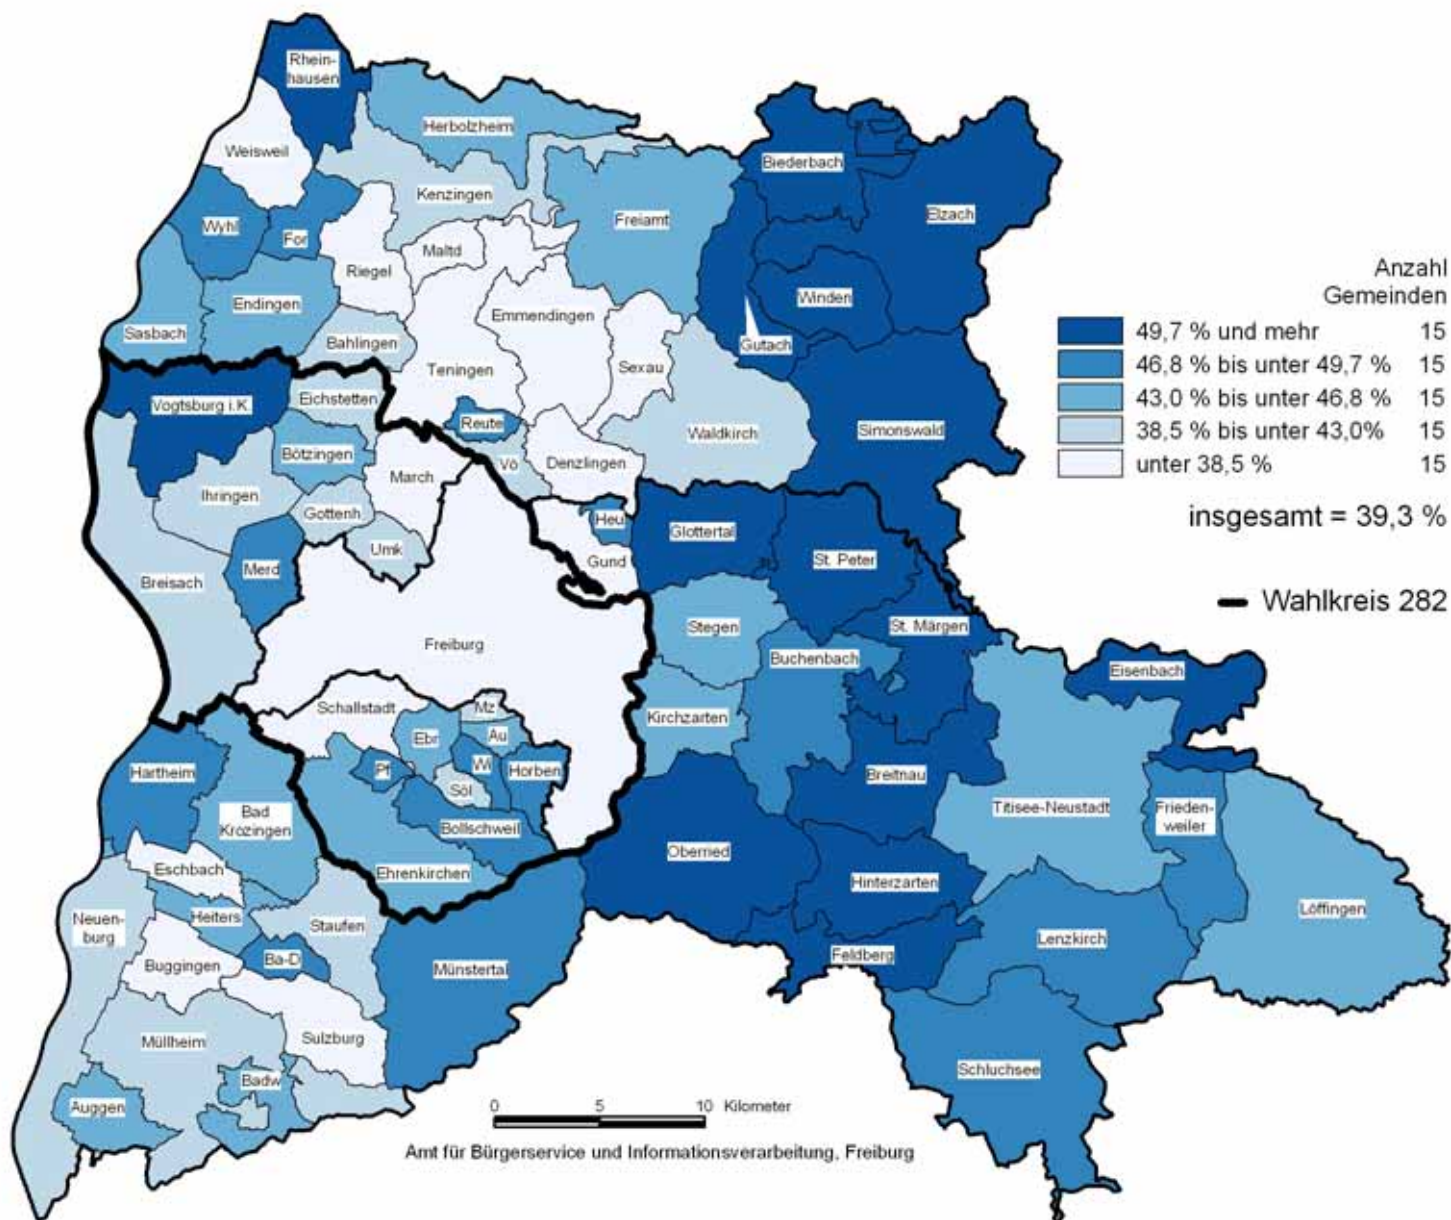 Rhein-
hausen
Herbolzheim
Weisweil
Biederbach
Kenzingen
Elzach
Freiamt
Wyhl
For
Maltd
Riegel
Winden
Endingen
Emmendingen
Sasbach
Bahlingen
Gutach
Sexau
Teningen
Vogtsburg i.K.
Eichstetten
Reute
Waldkirch
Simonswald
Bötzingen
Vö
Denzlingen
March
Ihringen
Gottenh
Heu
Glottertal
Umk
Gund
St. Peter
Merd
Breisach
Stegen
St. Märgen
Freiburg
Buchenbach
Eisenbach
Schallstadt
Mz
Kirchzarten
Ebr
Au
Hartheim
Pf
Wi
Horben
Breitnau
Söl
Titisee-Neustadt
Frieden-
weiler
Bad
Krozingen
Bollschweil
Oberried
Eschbach
Ehrenkirchen
Hinterzarten
Löffingen
Neuen-
burg
Heiters
Staufen
Lenzkirch
Feldberg
Ba-D
Buggingen
Münstertal
Müllheim
Sulzburg
Schluchsee
Badw
Auggen
Anzahl
Gemeinden
49,7 % und mehr 15
46,8 % bis unter 49,7 % 15
43,0 % bis unter 46,8 % 15
38,5 % bis unter 43,0% 15
unter 38,5 % 15
insgesamt = 39,3 %
Wahlkreis 282
0 5 10 Kilometer
Amt für Bürgerservice und Informationsverarbeitung, Freiburg